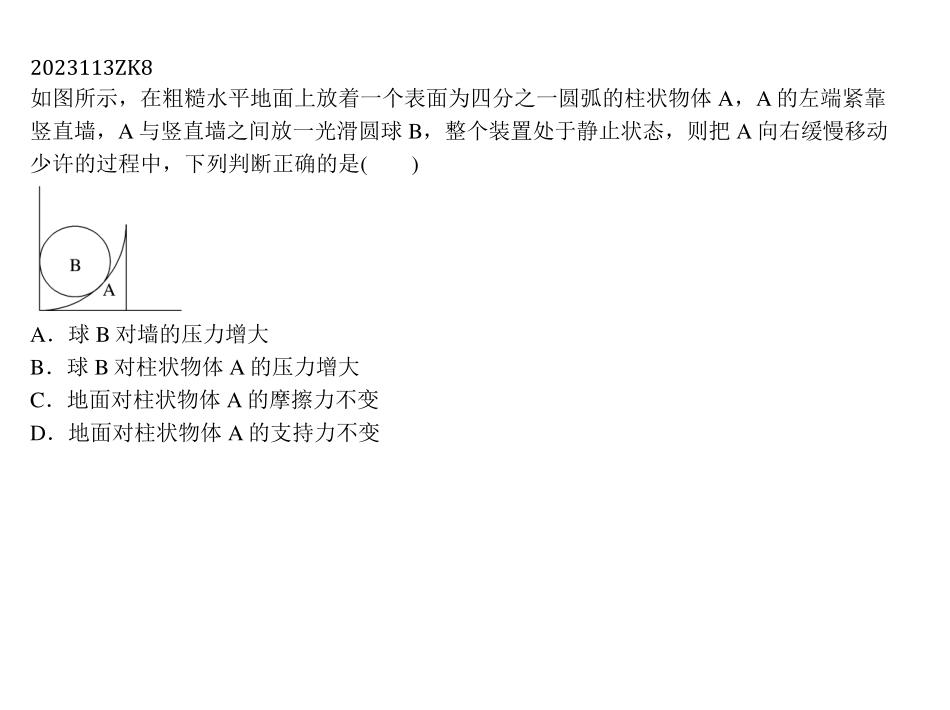 2023113ZK8
如图所示，在粗糙水平地面上放着一个表面为四分之一圆弧的柱状物体 A，A 的左端紧靠
竖直墙，A 与竖直墙之间放一光滑圆球 B，整个装置处于静止状态，则把 A 向右缓慢移动
少许的过程中，下列判断正确的是(　　)
B
A
A．球 B 对墙的压力增大
B．球 B 对柱状物体 A 的压力增大
C．地面对柱状物体 A 的摩擦力不变
D．地面对柱状物体 A 的支持力不变